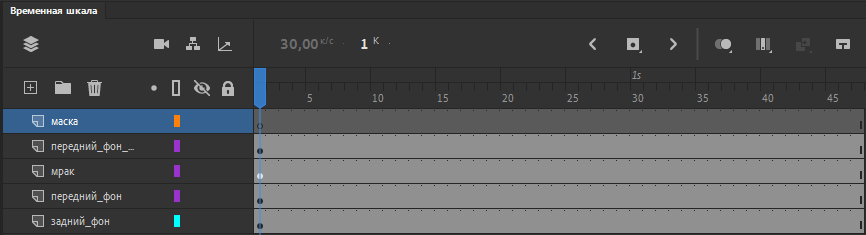 Временная шкала
30,00 к/с 1 К
1s
5 10 15 20 25 30 35 40 45
маска
передний_фон_...
мрак
передний_фон
задний_фон